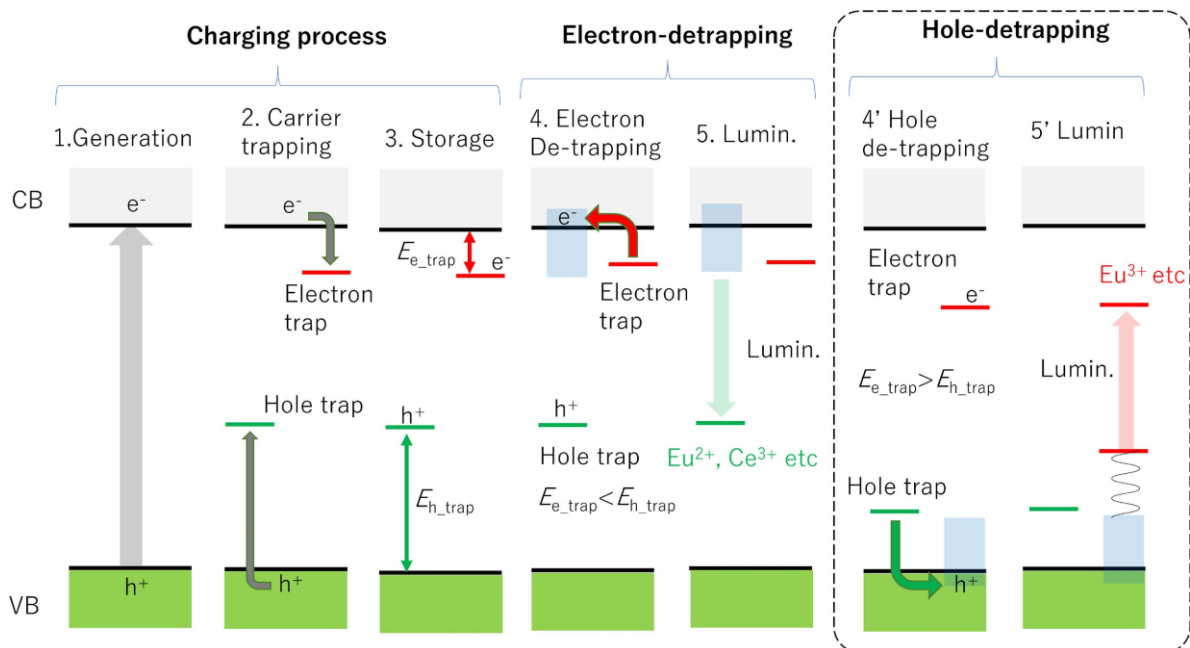 Charging process
Electron-detrapping
Hole-detrapping
1.Generation
2. Carrier
trapping
3. Storage
4. Electron
De-trapping
5. Lumin.
4' Hole
de-trapping
5' Lumin
CB
e-
e-
Ee_trap
e-
Electron
trap
e-
Electron
trap
Electron
trap
e-
Eu3+ etc
Lumin.
Ee_trap>Eh_trap
Lumin.
Hole trap
h+
Eh_trap
h+
Hole trap
Ee_trap<Eh_trap
Eu2+, Ce3+ etc
Hole trap
VB
h+
h+
h+